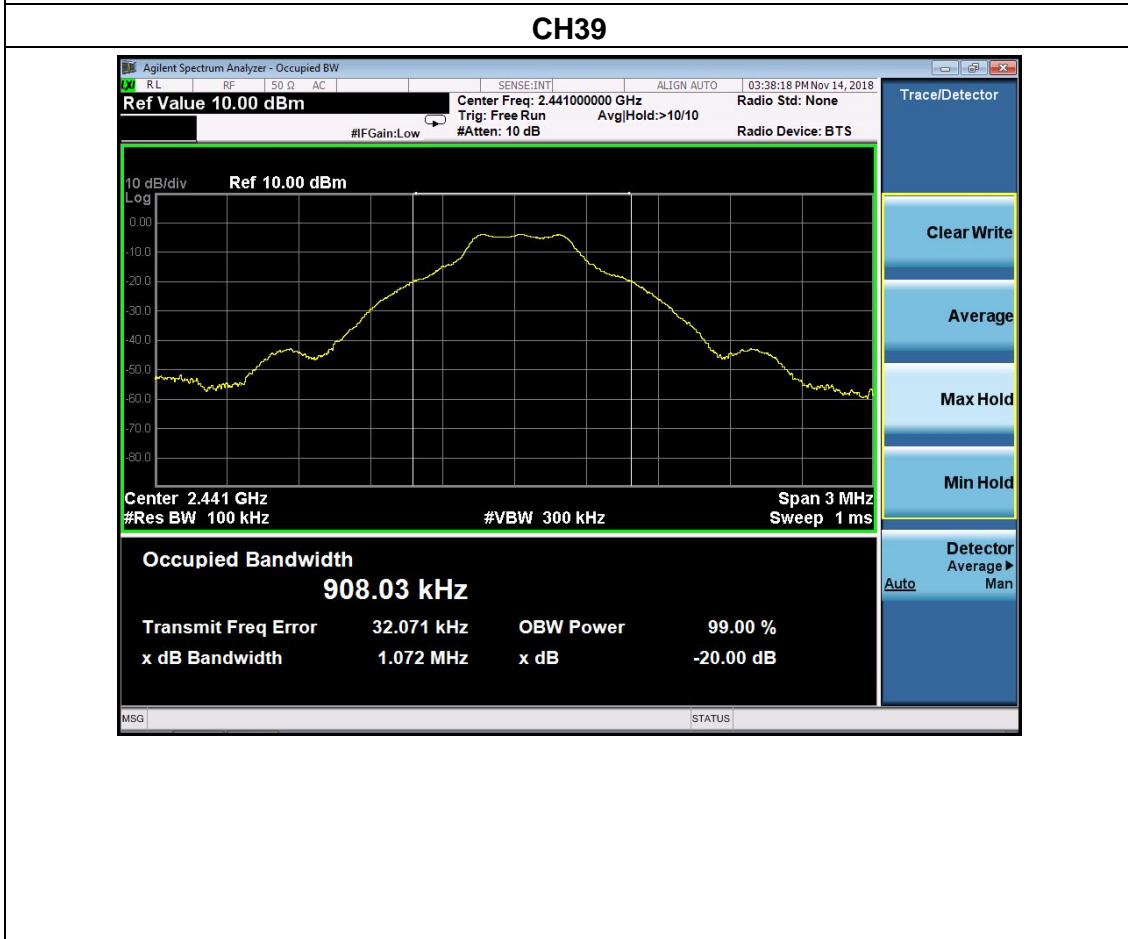 CH39
Agilent Spectrum Analyzer - Occupied BW
LXI RL RF 50 Ω AC SENSE:INT ALIGN AUTO 03:38:18 PM Nov 14, 2018
Ref Value 10.00 dBm
Center Freq: 2.441000000 GHz
Radio Std: None
Trig: Free Run Avg|Hold:>10/10
#IFGain:Low #Atten: 10 dB Radio Device: BTS
10 dB/div Ref 10.00 dBm
Log
0.00
-10.0
-20.0
-30.0
-40.0
-50.0
-60.0
-70.0
-80.0
Center 2.441 GHz Span 3 MHz
#Res BW 100 kHz #VBW 300 kHz Sweep 1 ms
Occupied Bandwidth
908.03 kHz
Transmit Freq Error 32.071 kHz OBW Power 99.00 %
x dB Bandwidth 1.072 MHz x dB -20.00 dB
MSG STATUS
Trace/Detector
Clear Write
Average
Max Hold
Min Hold
Detector
Average▶
Auto Man